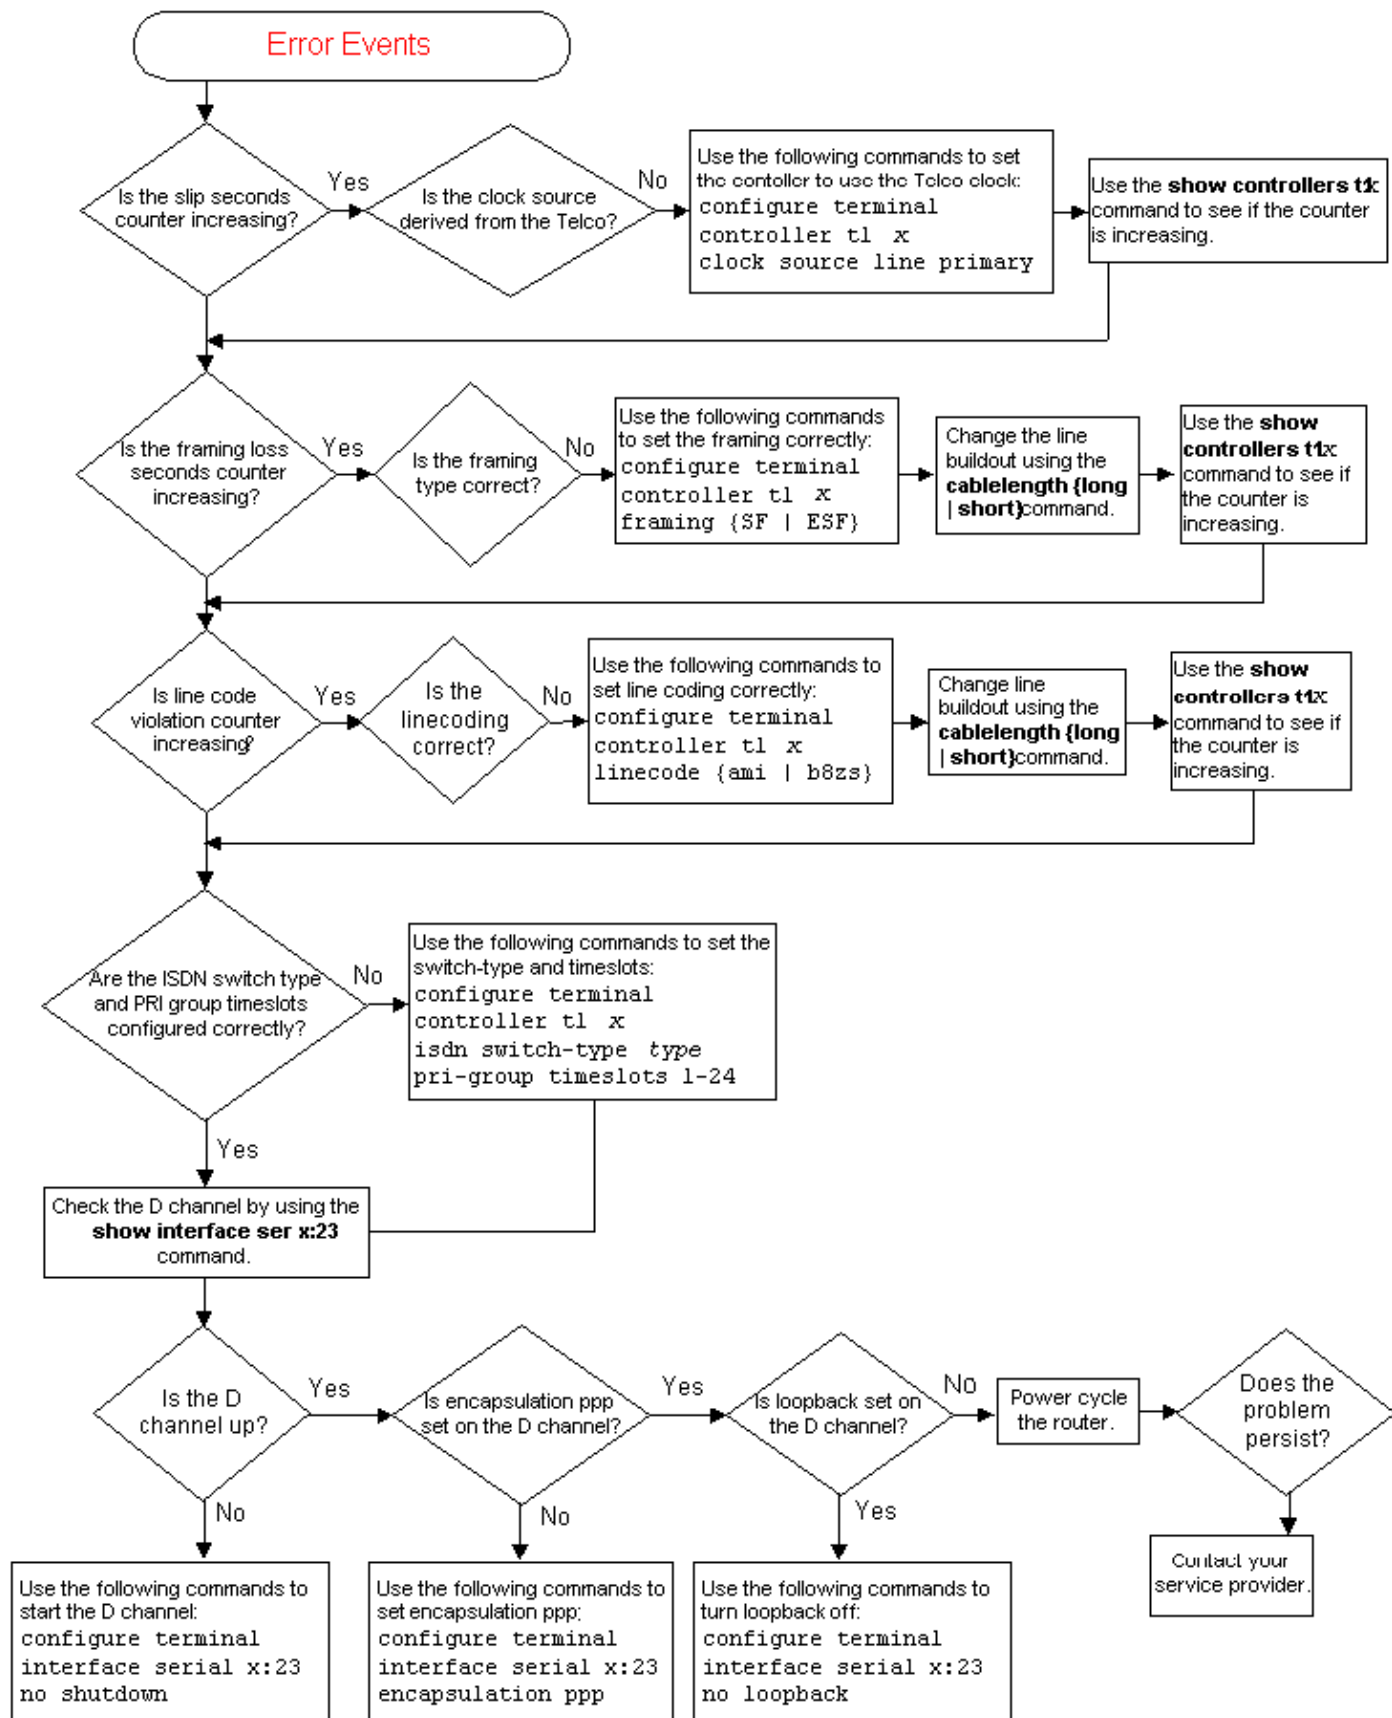 Error Events
Is the slip seconds
counter increasing?
Yes
Is the clock source
derived from the Telco?
No
Use the following commands to set
the contoller to use the Telco clock:
configure terminal
controller t1 x
clock source line primary
Use the show controllers t1x
command to see if the counter
is increasing.
Is the framing loss
seconds counter
increasing?
Yes
Is the framing
type correct?
No
Use the following commands
to set the framing correctly:
configure terminal
controller t1 x
framing {SF | ESF}
Change the line
buildout using the
cablelength {long
| short}command.
Use the show
controllers t1x
command to see if
the counter is
increasing.
Is line code
violation counter
increasing?
Yes
Is the
linecoding
correct?
No
Use the following commands to
set line coding correctly:
configure terminal
controller t1 x
linecode {ami | b8zs}
Change line
buildout using the
cablelength {long
| short}command.
Use the show
controllers t1x
command to see if
the counter is
increasing.
Are the ISDN switch type
and PRI group timeslots
configured correctly?
No
Use the following commands to set the
switch-type and timeslots:
configure terminal
controller t1 x
isdn switch-type type
pri-group timeslots 1-24
Yes
Check the D channel by using the
show interface ser x:23
command.
Is the D
channel up?
Yes
Is encapsulation ppp
set on the D channel?
Yes
Is loopback set on
the D channel?
No
Power cycle
the router.
Does the
problem
persist?
No
No
Yes
Use the following commands to
start the D channel:
configure terminal
interface serial x:23
no shutdown
Use the following commands to
set encapsulation ppp:
configure terminal
interface serial x:23
encapsulation ppp
Use the following commands to
turn loopback off:
configure terminal
interface serial x:23
no loopback
Contact your
service provider.